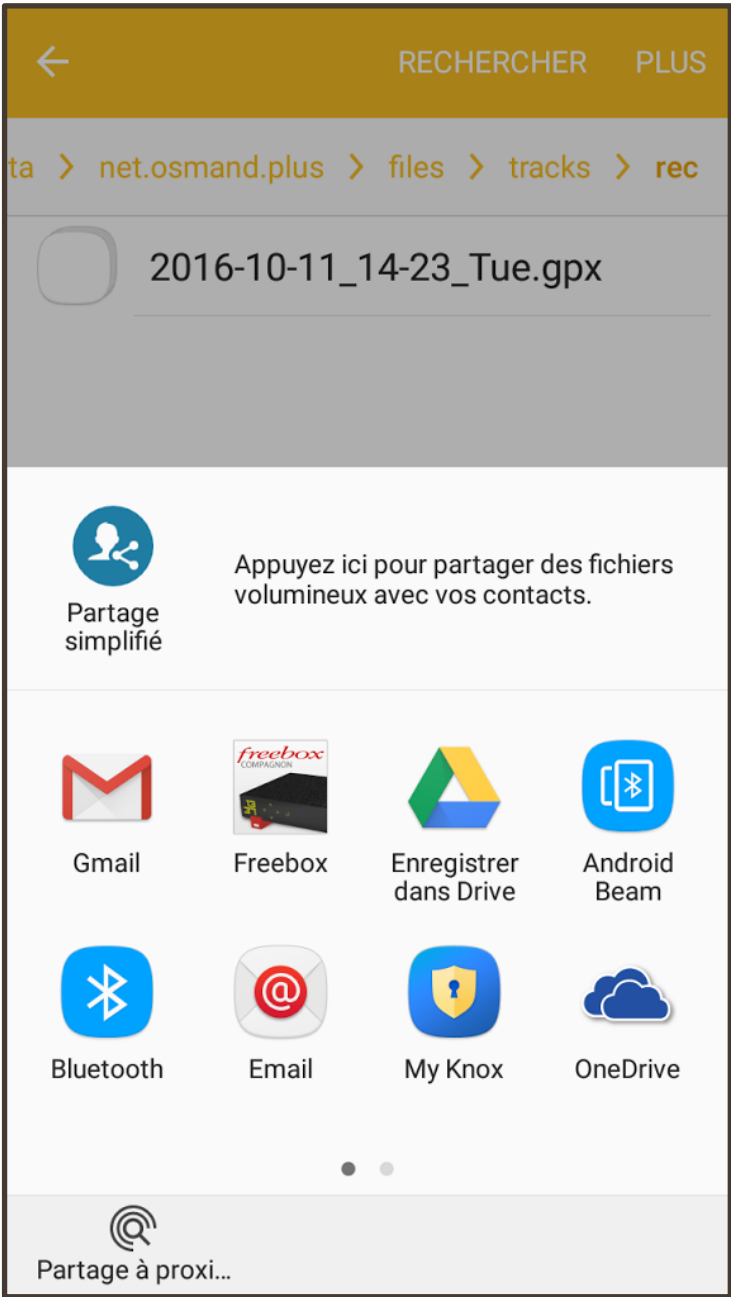 RECHERCHER PLUS
ta > net.osmand.plus > files > tracks > rec
2016-10-11_14-23_Tue.gpx
Partage
simplifié
Appuyez ici pour partager des fichiers
volumineux avec vos contacts.
freebox
COMPAGNON
Gmail
Freebox
Enregistrer
dans Drive
Android
Beam
@
Bluetooth
Email
My Knox
OneDrive
Partage à proxi...